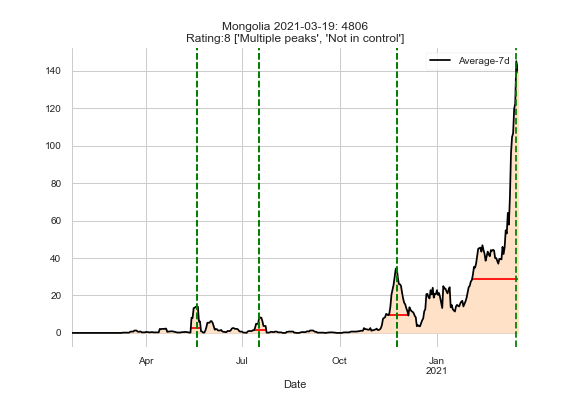 Mongolia 2021-03-19: 4806
Rating:8 ['Multiple peaks', 'Not in control']
Average-7d
140
120
100
80
60
40
20
0
Apr
Jul
Oct
Jan
2021
Date